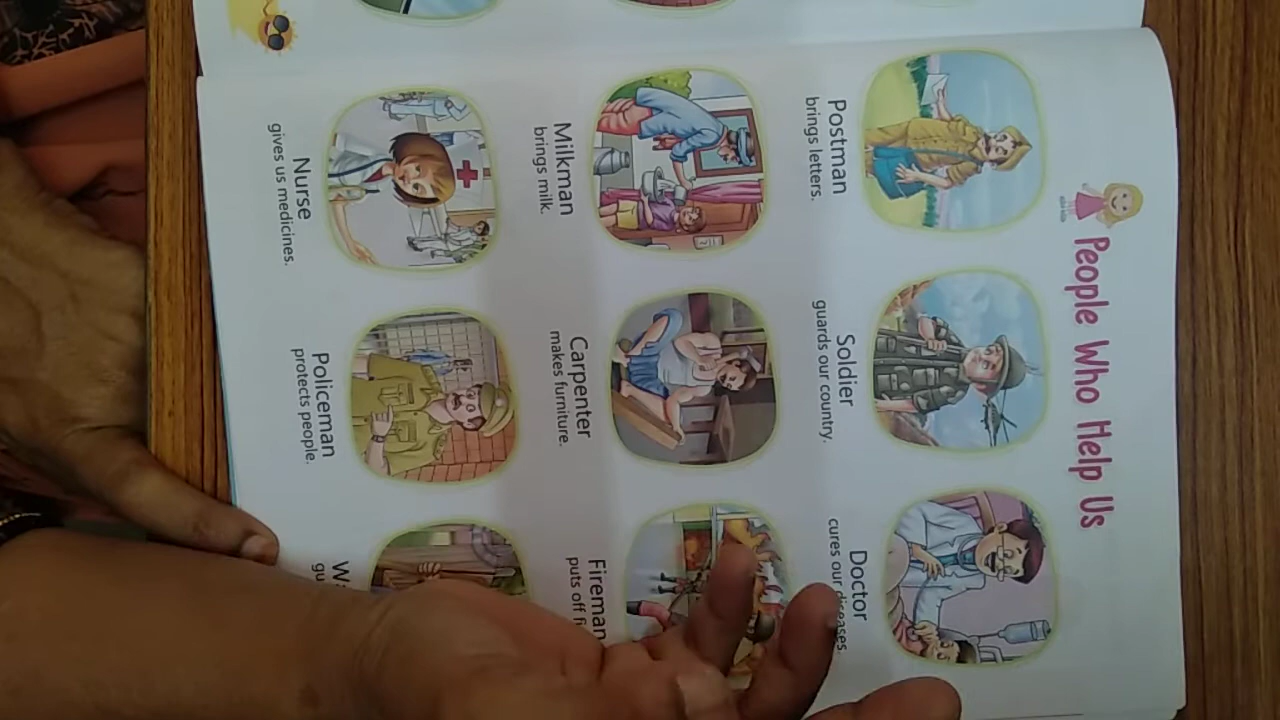 People Who Help Us
Postman
brings letters.
Soldier
guards our country.
Doctor
cures our diseases.
Milkman
brings milk.
Carpenter
makes furniture.
Fireman
puts off
Nurse
gives us medicines.
Policeman
protects people.